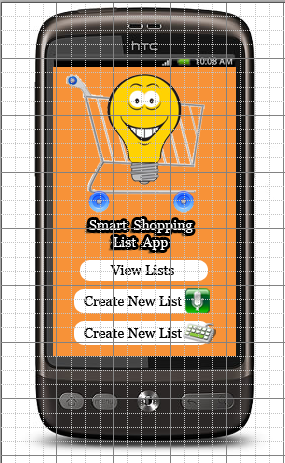 hTC
10:08 AM
Smart Shopping
List App
View Lists
Create New List
Create New List